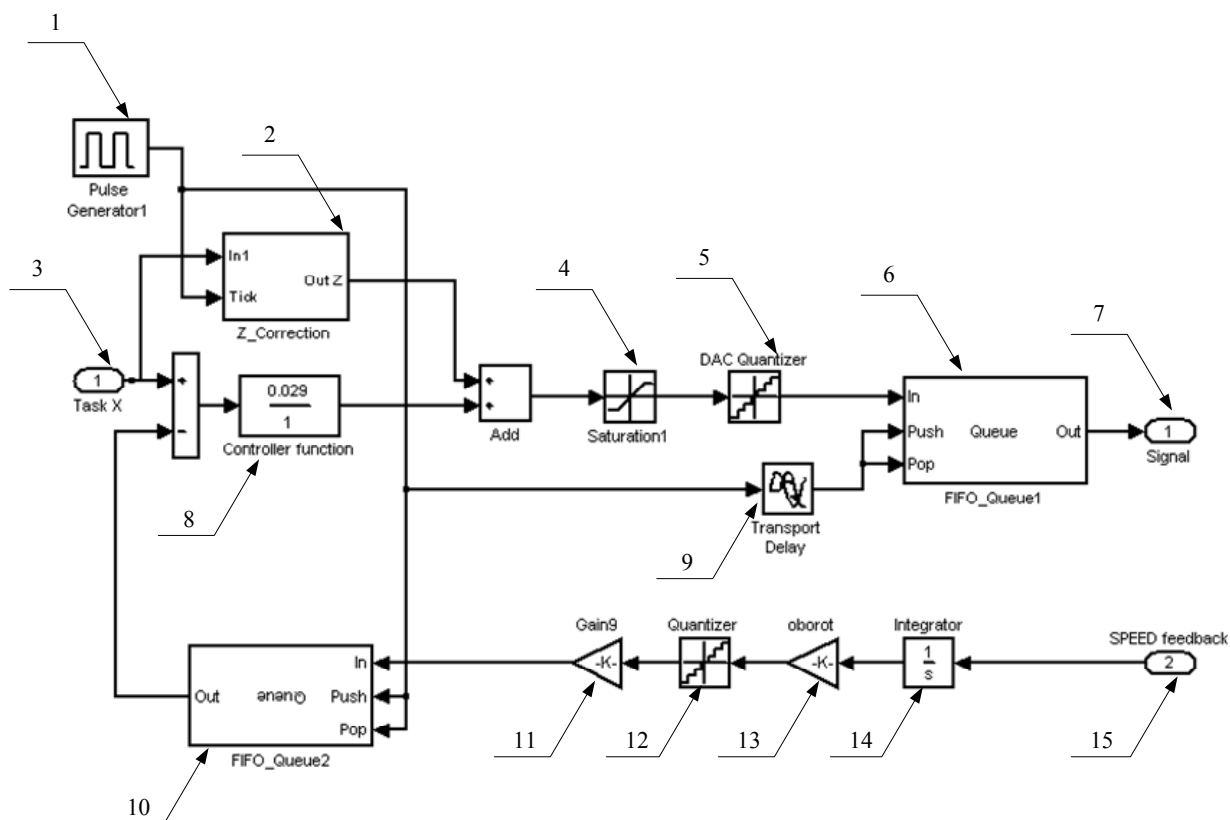 1
Pulse
Generator1
2
In1
Tick
Out Z
Z_Correction
3
1
Task X
+
−
0.029
1
Controller function
8
+
+
Add
4
Saturation1
5
DAC Quantizer
6
In
Push
Pop
Queue
Out
FIFO_Queue1
7
1
Signal
Transport
Delay
9
Out
Queue
In
Push
Pop
FIFO_Queue2
10
Gain9
-K-
11
Quantizer
12
oborot
-K-
13
Integrator
1
s
14
SPEED feedback
2
15